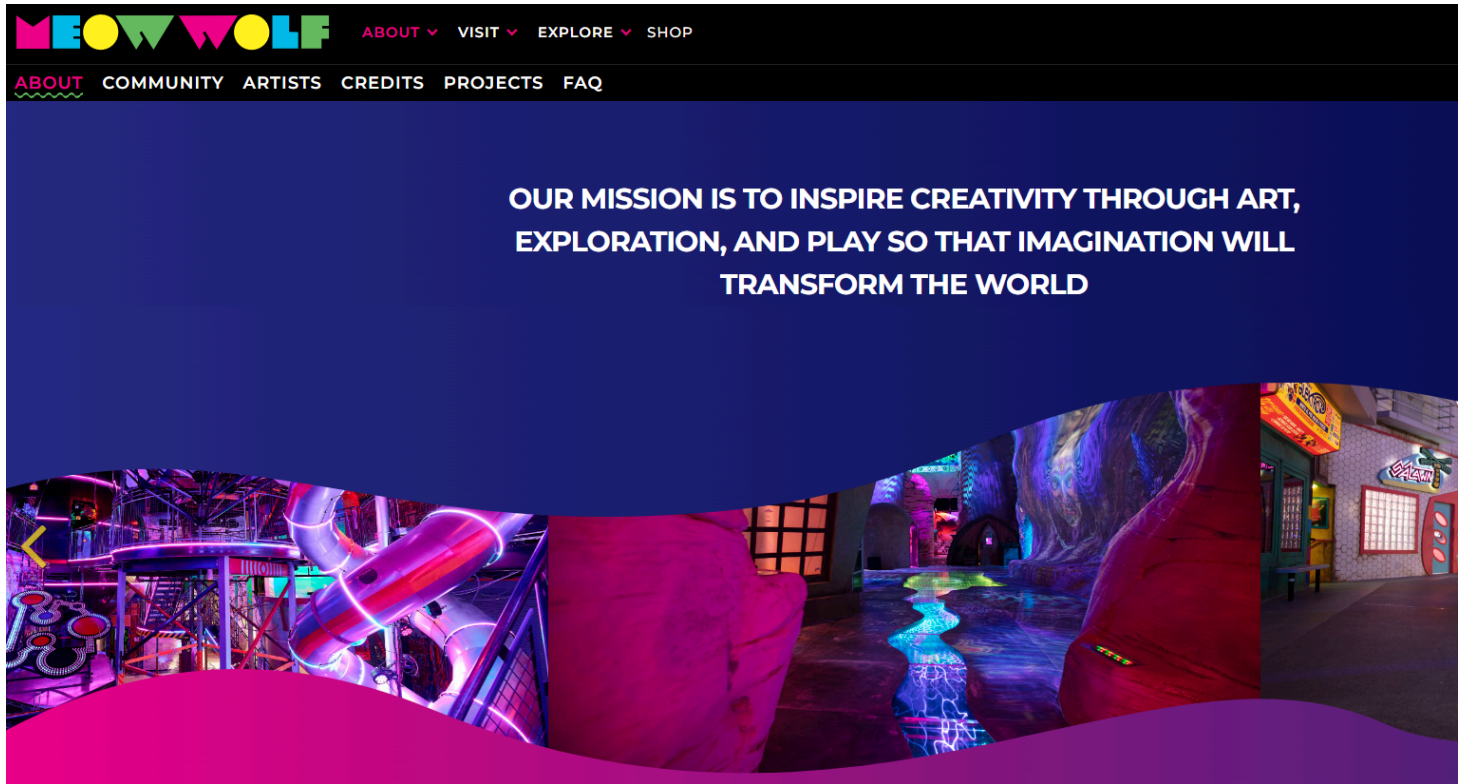 MEOW WOLF ABOUT VISIT EXPLORE SHOP
ABOUT COMMUNITY ARTISTS CREDITS PROJECTS FAQ
OUR MISSION IS TO INSPIRE CREATIVITY THROUGH ART,
EXPLORATION, AND PLAY SO THAT IMAGINATION WILL
TRANSFORM THE WORLD